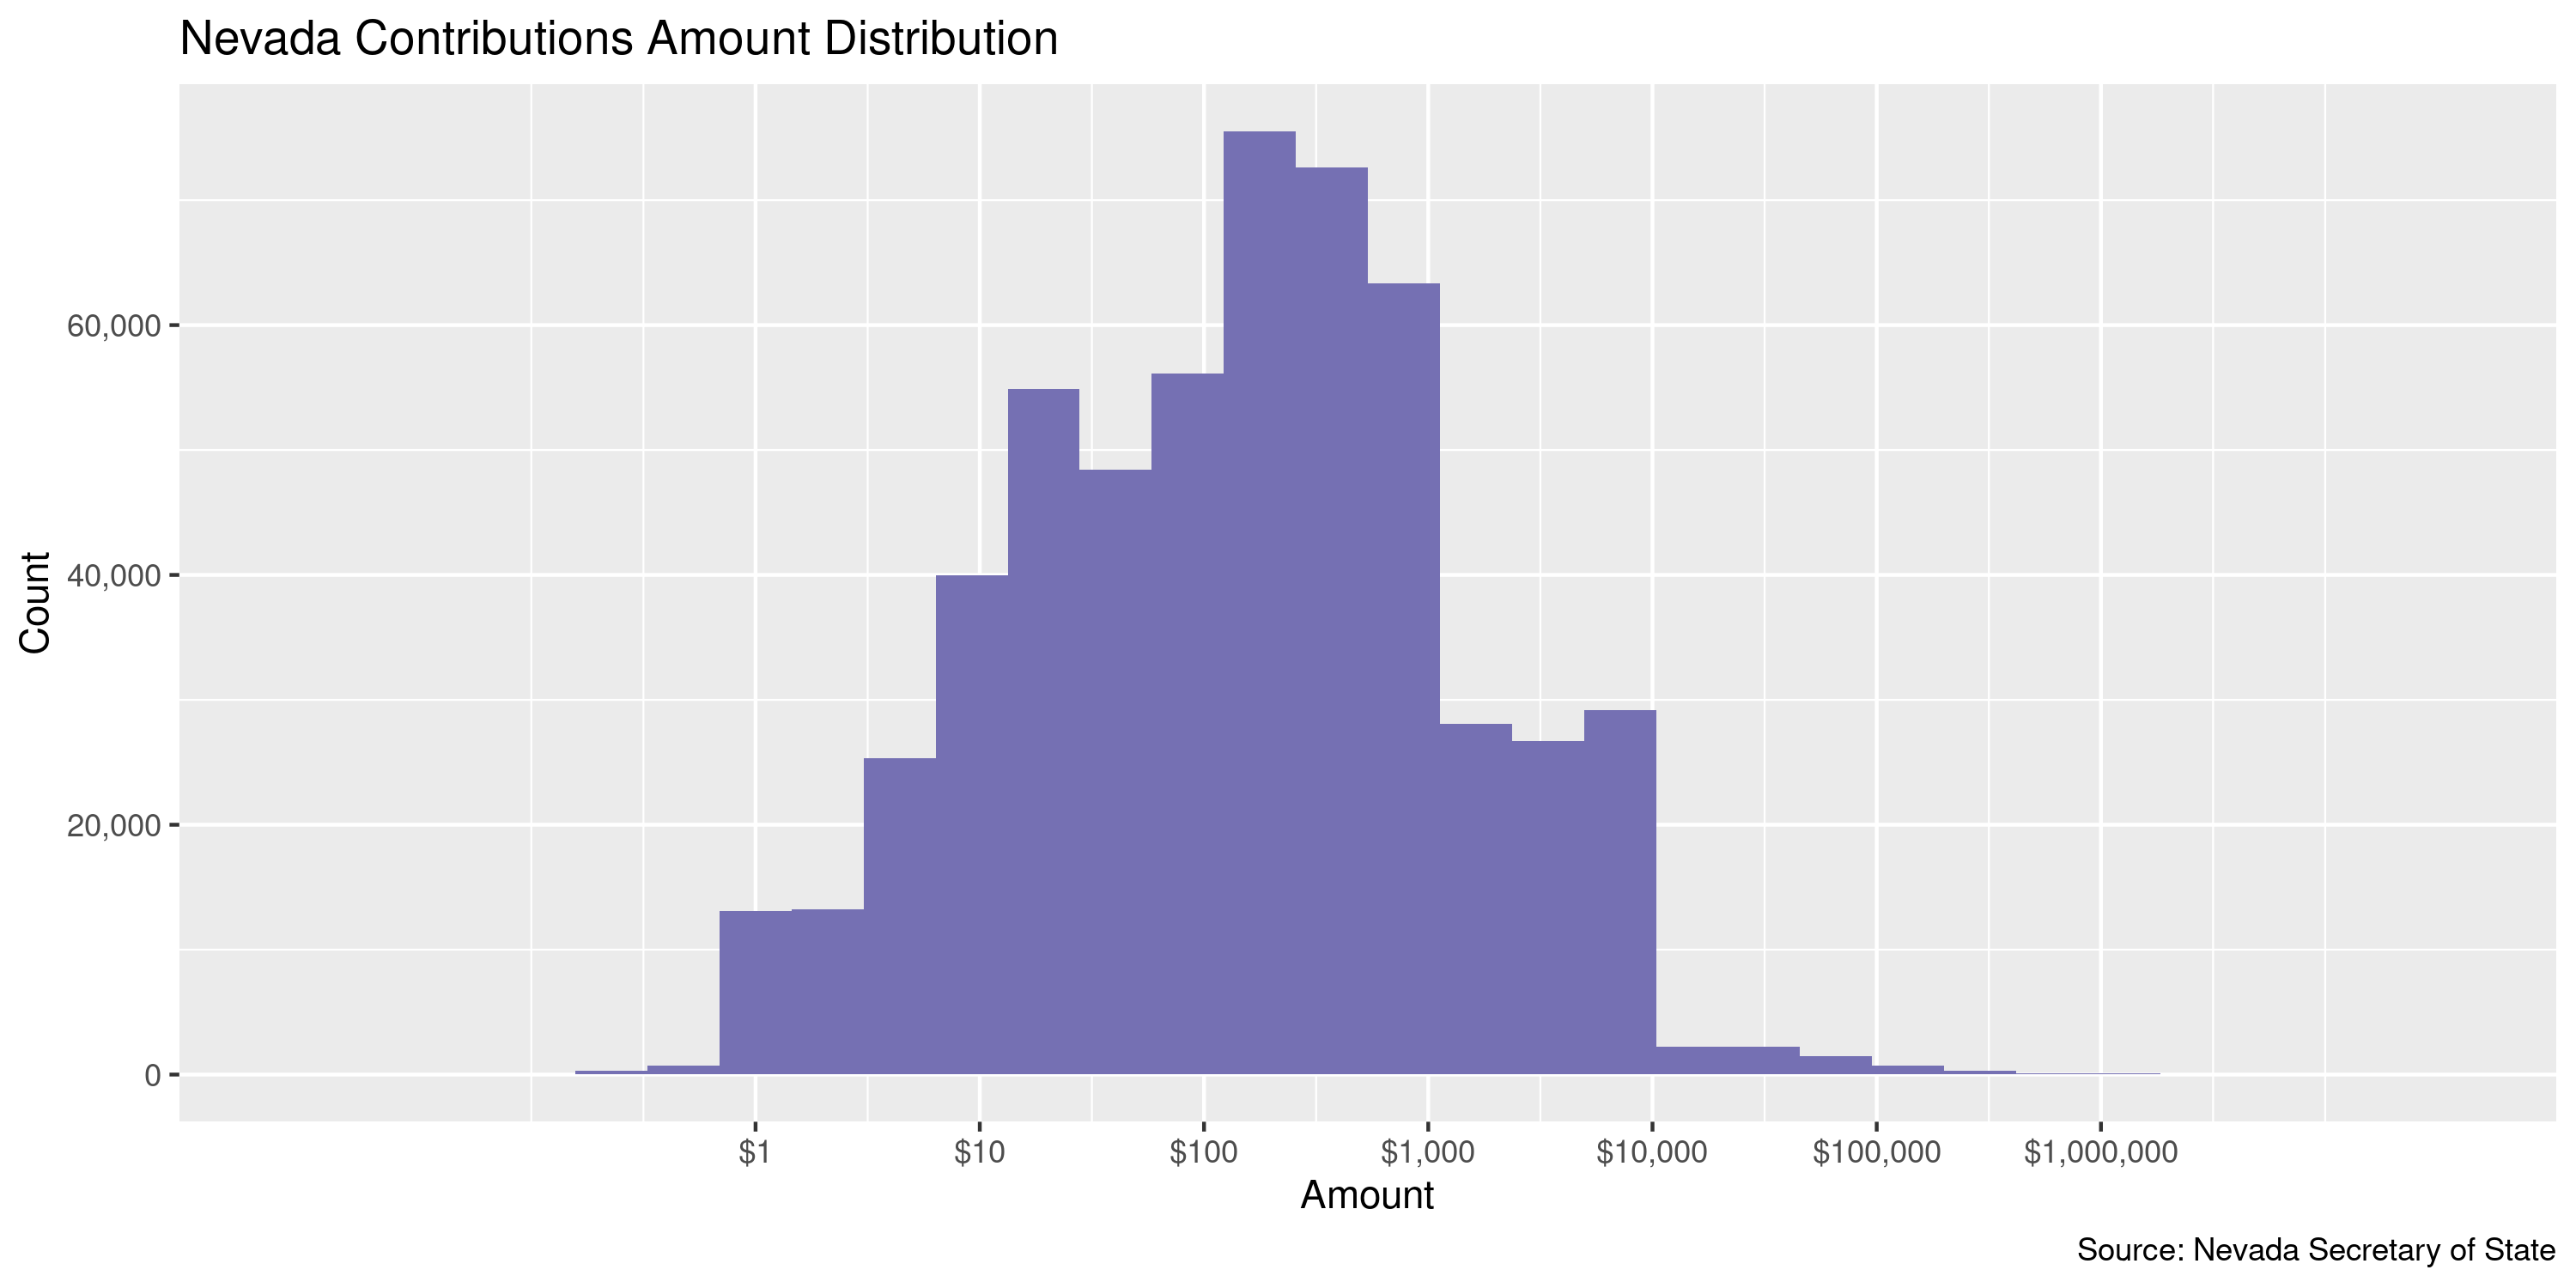 Nevada Contributions Amount Distribution
Count
60,000
40,000
20,000
0
$1 $10 $100 $1,000 $10,000 $100,000 $1,000,000
Amount
Source: Nevada Secretary of State